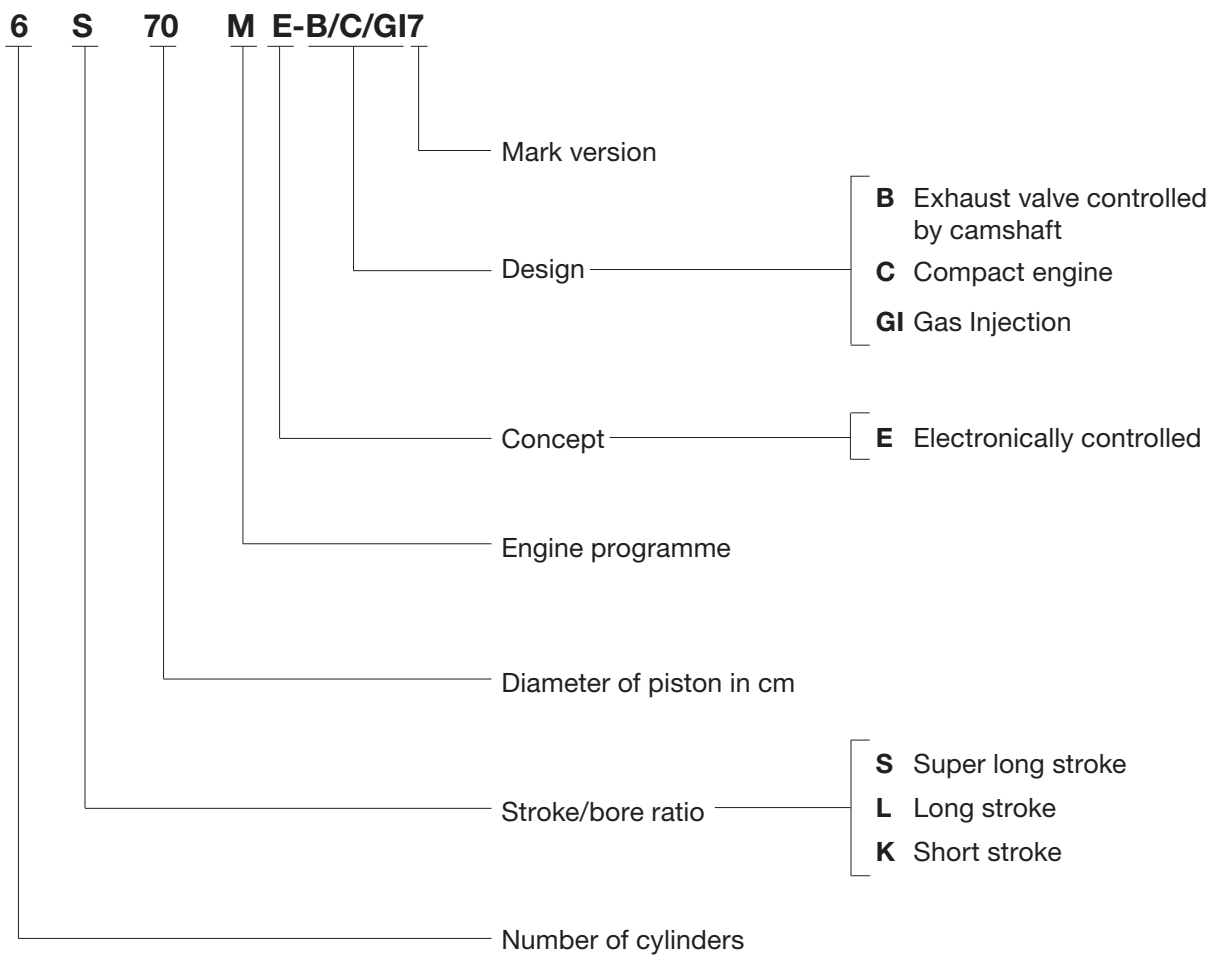 6 S 70 M E-B/C/GI7
Mark version
B Exhaust valve controlled
by camshaft
Design
C Compact engine
GI Gas Injection
Concept
E Electronically controlled
Engine programme
Diameter of piston in cm
S Super long stroke
Stroke/bore ratio
L Long stroke
K Short stroke
Number of cylinders